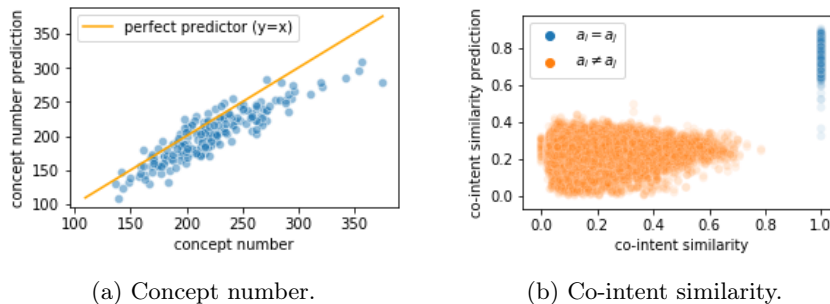 perfect predictor (y=x)
350
300
250
200
150
100
100
150
200
250
300
350
concept number prediction
concept number
(a) Concept number.
a_i = a_j
a_i ≠ a_j
0.8
0.6
0.4
0.2
0.0
0.0
0.2
0.4
0.6
0.8
1.0
co-intent similarity prediction
co-intent similarity
(b) Co-intent similarity.